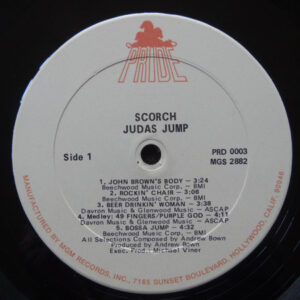 PRIDE
SCORCH
JUDAS JUMP
Side 1
PRD 0003
MGS 2882
1. JOHN BROWN'S BODY — 3:24
Beechwood Music Corp. — BMI
2. ROCKIN' CHAIR — 3:06
Beechwood Music Corp. — BMI
3. BEER DRINKIN' WOMAN — 3:38
Davron Music & Glenwood Music — ASCAP
4. Medley: 49 FINGERS/PURPLE GOD — 4:11
Davron Music & Glenwood Music — ASCAP
5. BOSSA JUMP — 4:32
Beechwood Music Corp. — BMI
All Selections Composed by Andrew Bown
Produced by Andrew Bown
Exec. Prod.: Michael Viner
MANUFACTURED BY MGM RECORDS, INC., 7165 SUNSET BOULEVARD, HOLLYWOOD, CALIF. 90046